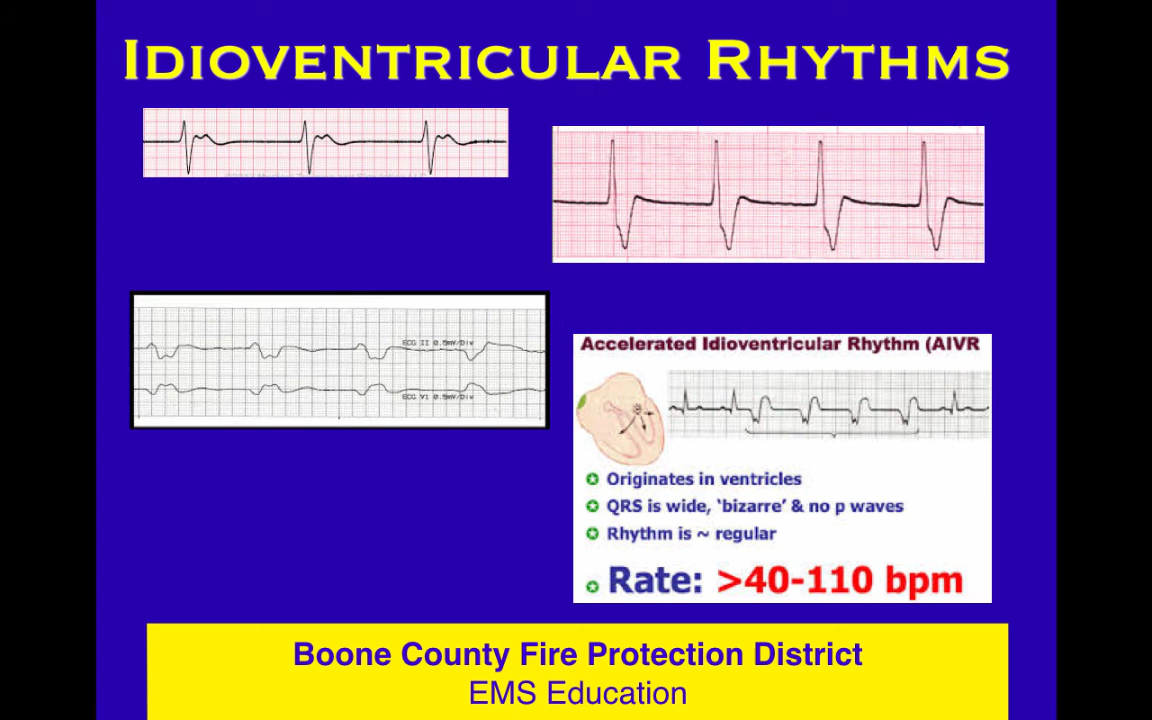 IDIOVENTRICULAR RHYTHMS
ECG II 0.5mV/Div
ECG V1 0.5mV/Div
Accelerated Idioventricular Rhythm (AIVR
Originates in ventricles
QRS is wide, ‘bizarre’ & no p waves
Rhythm is ~ regular
Rate: >40-110 bpm
Boone County Fire Protection District
EMS Education